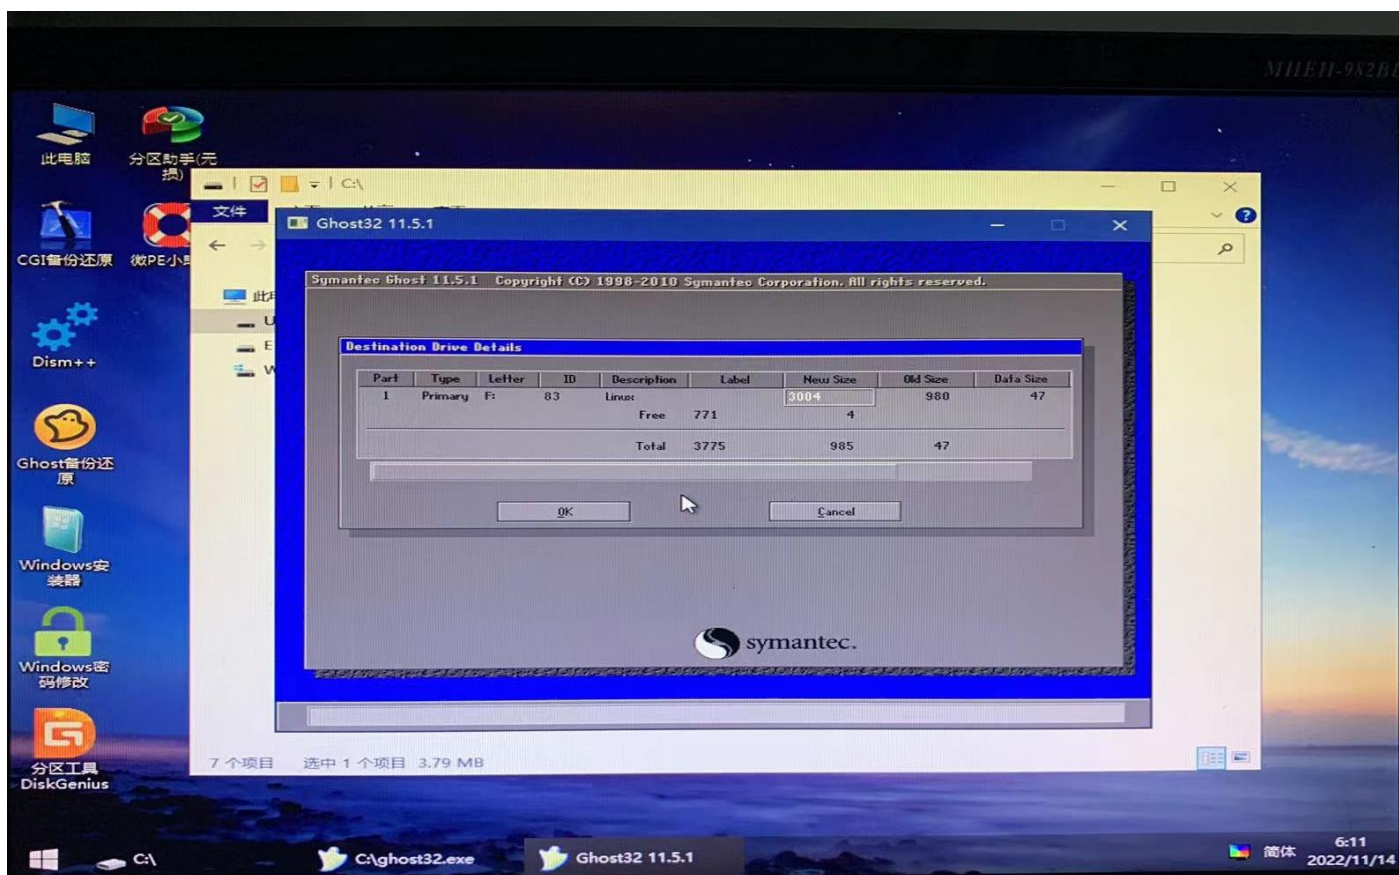 此电脑
分区助手(无
损)
C:\
文件
CGI备份还原
微PE小
Ghost32 11.5.1
Symantec Ghost 11.5.1 Copyright (C) 1998-2010 Symantec Corporation. All rights reserved.
Destination Drive Details
Part Type Letter ID Description Label New Size Old Size Data Size
1 Primary F: 83 Linux 3004 980 47
Free 771 4
Total 3775 985 47
OK Cancel
symantec.
Dism++
Ghost备份还
原
Windows安
装器
Windows密
码修改
分区工具
DiskGenius
7 个项目 选中 1 个项目 3.79 MB
C:\
C:\ghost32.exe
Ghost32 11.5.1
简体
6:11
2022/11/14